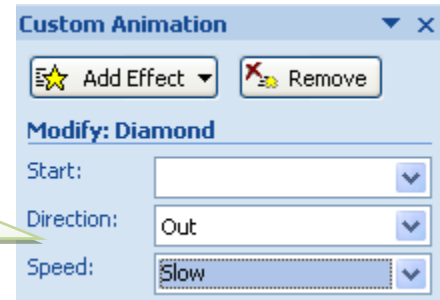 Custom Animation
Add Effect Remove
Modify: Diamond
Start:
Direction: Out
Speed: Slow